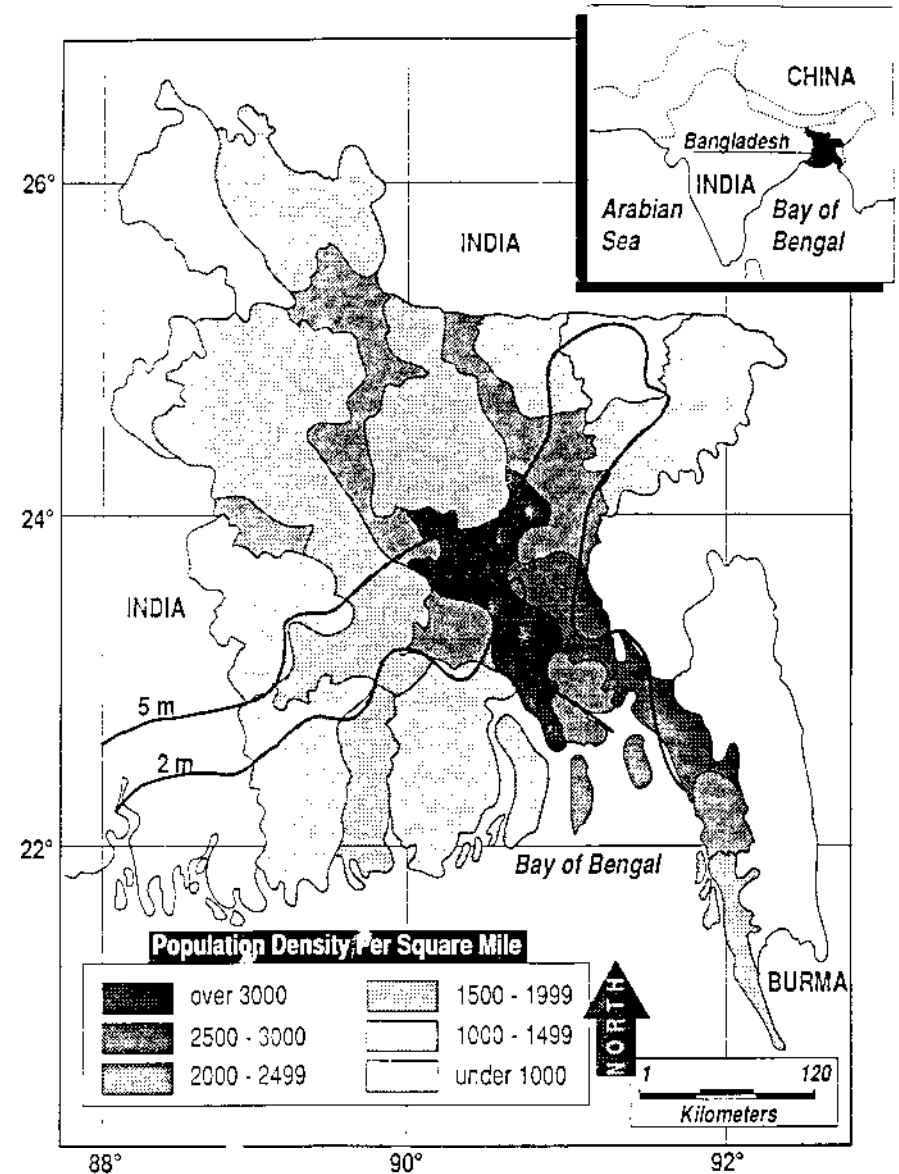 CHINA
Bangladesh
INDIA
Arabian
Sea
Bay of
Bengal
26°
INDIA
24°
INDIA
5 m
2 m
22°
Bay of Bengal
BURMA
Population Density Per Square Mile
over 3000
2500 - 3000
2000 - 2499
1500 - 1999
1000 - 1499
under 1000
NORTH
1 120
Kilometers
88° 90° 92°